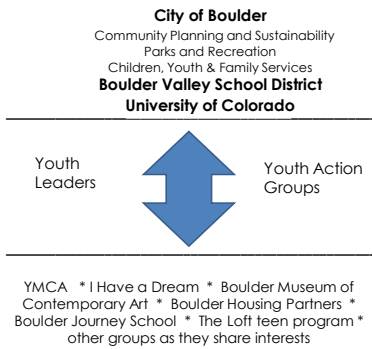 City of Boulder
Community Planning and Sustainability
Parks and Recreation
Children, Youth & Family Services
Boulder Valley School District
University of Colorado
Youth
Leaders
Youth Action
Groups
YMCA * I Have a Dream * Boulder Museum of
Contemporary Art * Boulder Housing Partners *
Boulder Journey School * The Loft teen program *
other groups as they share interests